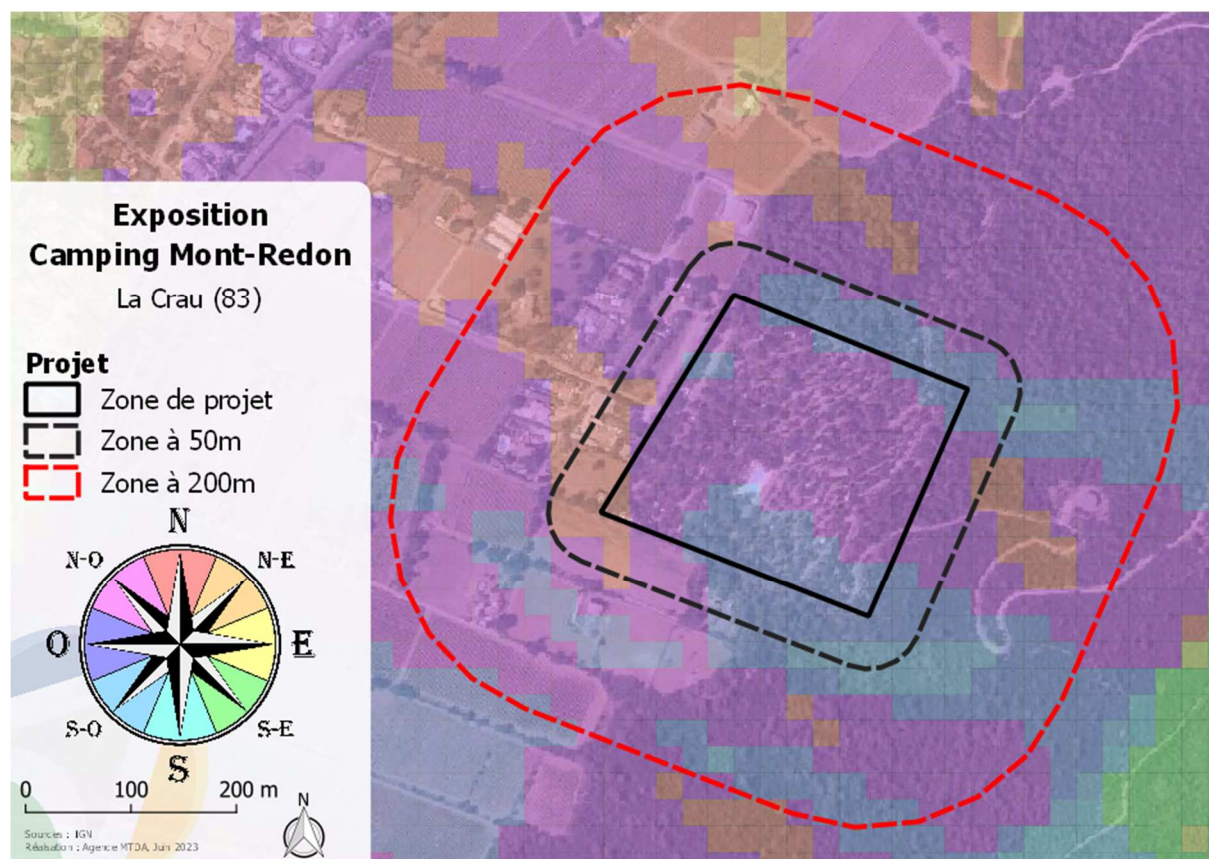 Exposition
Camping Mont-Redon
La Crau (83)
Projet
Zone de projet
Zone à 50m
Zone à 200m
N
N-O
N-E
O
E
S-O
S-E
S
0 100 200 m
N
Sources : IGN
Réalisation : Agence MTDA, Juin 2023